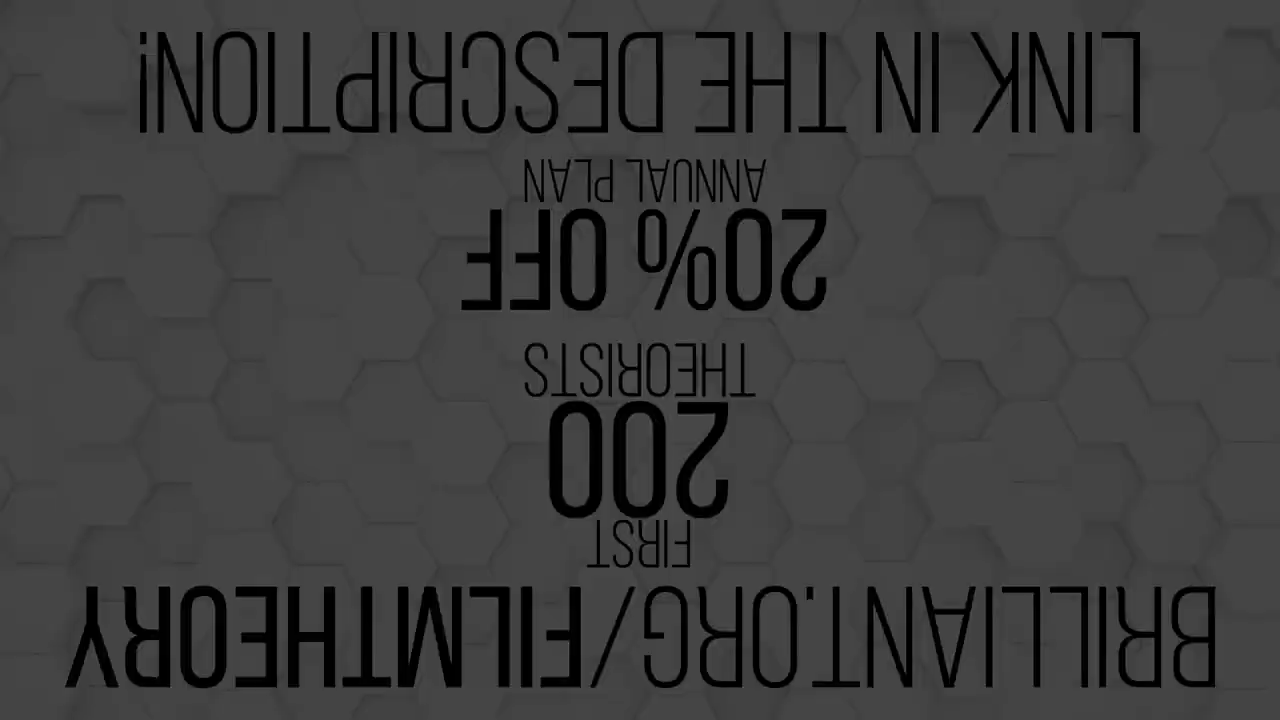 BRILLIANT.ORG/FILMTHEORY
FIRST
200
THEORISTS
20% OFF
ANNUAL PLAN
LINK IN THE DESCRIPTION!